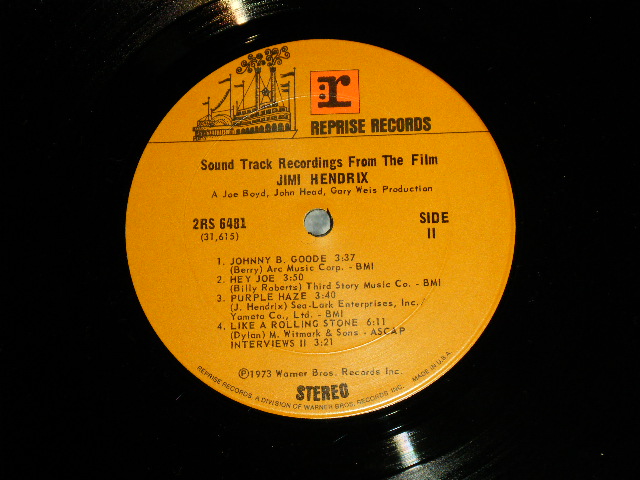 r:
REPRISE RECORDS
Sound Track Recordings From The Film
JIMI HENDRIX
A Joe Boyd, John Head, Gary Weis Production
2RS 6481
(31,615)
SIDE
II
1. JOHNNY B. GOODE 3:37
(Berry) Arc Music Corp. - BMI
2. HEY JOE 3:50
(Billy Roberts) Third Story Music Co. - BMI
3. PURPLE HAZE 3:40
(J. Hendrix) Sea-Lark Enterprises, Inc./
Yameta Co., Ltd. - BMI
4. LIKE A ROLLING STONE 6:11
(Dylan) M. Witmark & Sons - ASCAP
INTERVIEWS II 3:21
℗1973 Warner Bros. Records Inc.
STEREO
REPRISE RECORDS, A DIVISION OF WARNER BROS. RECORDS INC. MADE IN U.S.A.